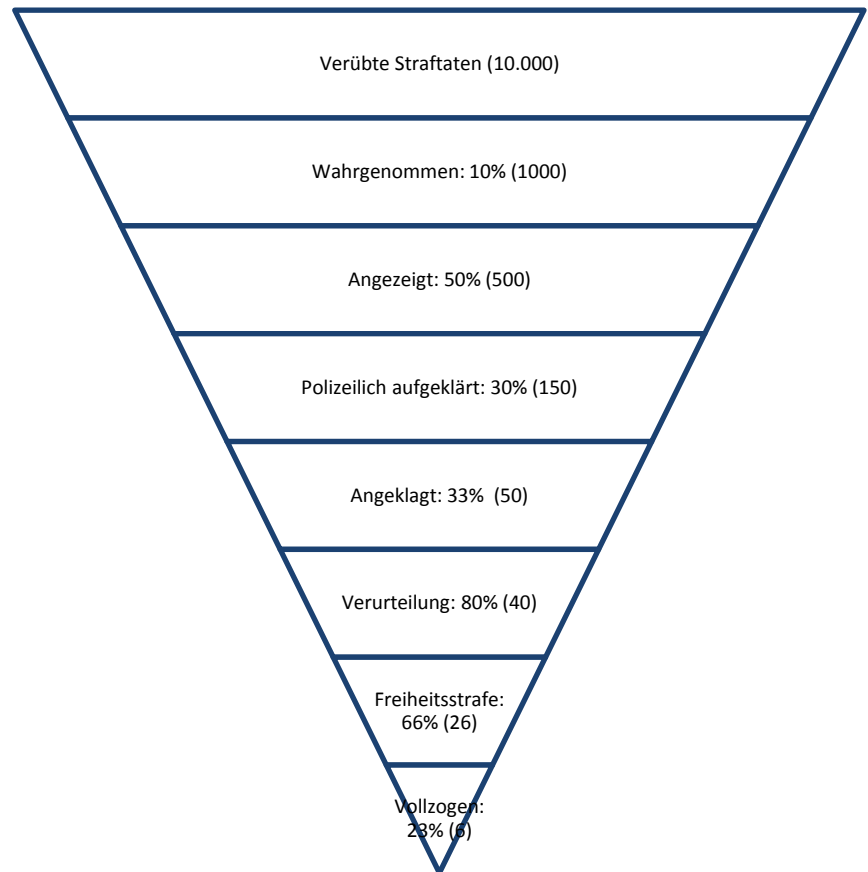 Verübte Straftaten (10.000)
Wahrgenommen: 10% (1000)
Angezeigt: 50% (500)
Polizeilich aufgeklärt: 30% (150)
Angeklagt: 33%  (50)
Verurteilung: 80% (40)
Freiheitsstrafe:
66% (26)
Vollzogen:
23% (6)